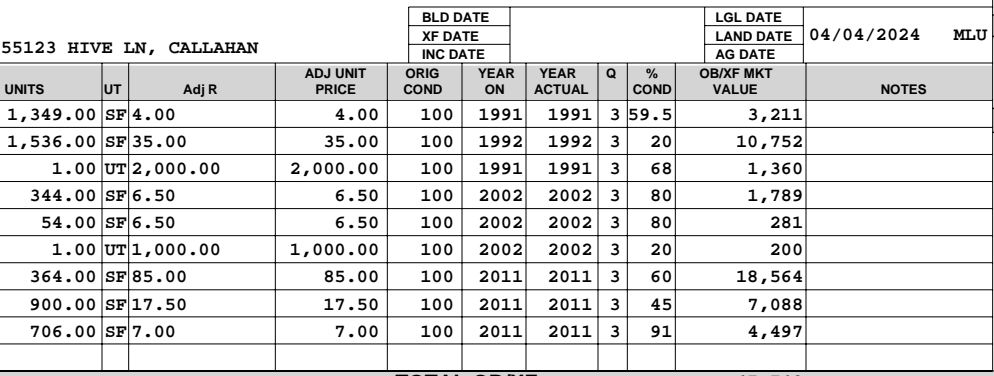 BLD DATE LGL DATE
XF DATE LAND DATE 04/04/2024 MLU
55123 HIVE LN, CALLAHAN INC DATE AG DATE
UNITS UT Adj R ADJ UNIT PRICE ORIG COND YEAR ON YEAR ACTUAL Q % COND OB/XF MKT VALUE NOTES
1,349.00 SF 4.00 4.00 100 1991 1991 3 59.5 3,211
1,536.00 SF 35.00 35.00 100 1992 1992 3 20 10,752
1.00 UT 2,000.00 2,000.00 100 1991 1991 3 68 1,360
344.00 SF 6.50 6.50 100 2002 2002 3 80 1,789
54.00 SF 6.50 6.50 100 2002 2002 3 80 281
1.00 UT 1,000.00 1,000.00 100 2002 2002 3 20 200
364.00 SF 85.00 85.00 100 2011 2011 3 60 18,564
900.00 SF 17.50 17.50 100 2011 2011 3 45 7,088
706.00 SF 7.00 7.00 100 2011 2011 3 91 4,497
TOTAL OB/XF